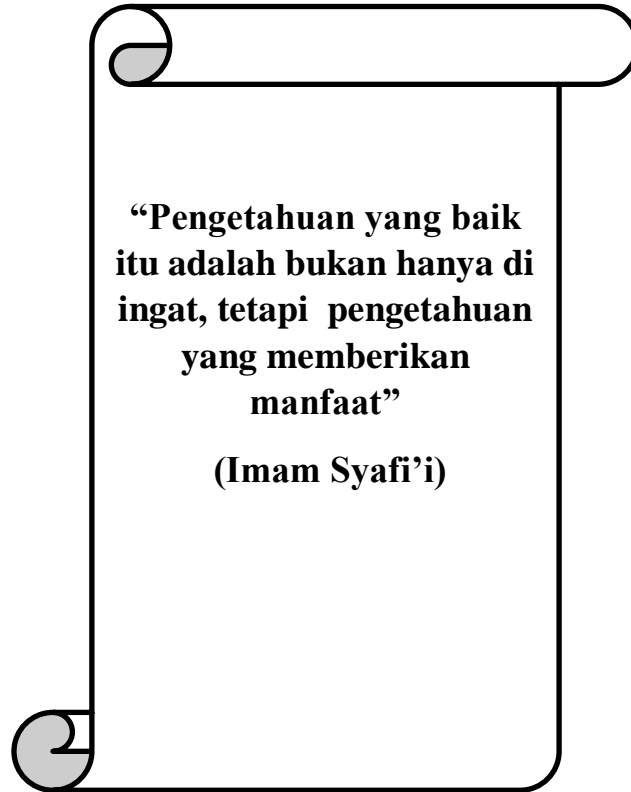 “Pengetahuan yang baik
itu adalah bukan hanya di
ingat, tetapi  pengetahuan
yang memberikan
manfaat”
(Imam Syafi’i)